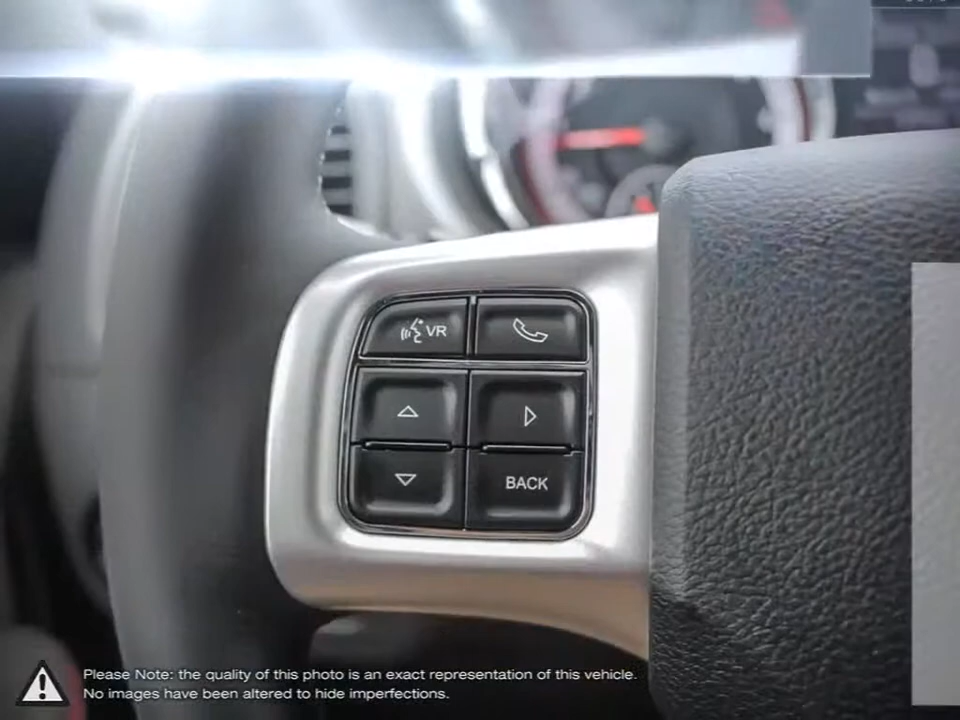 VR
BACK
Please Note: the quality of this photo is an exact representation of this vehicle.
No images have been altered to hide imperfections.